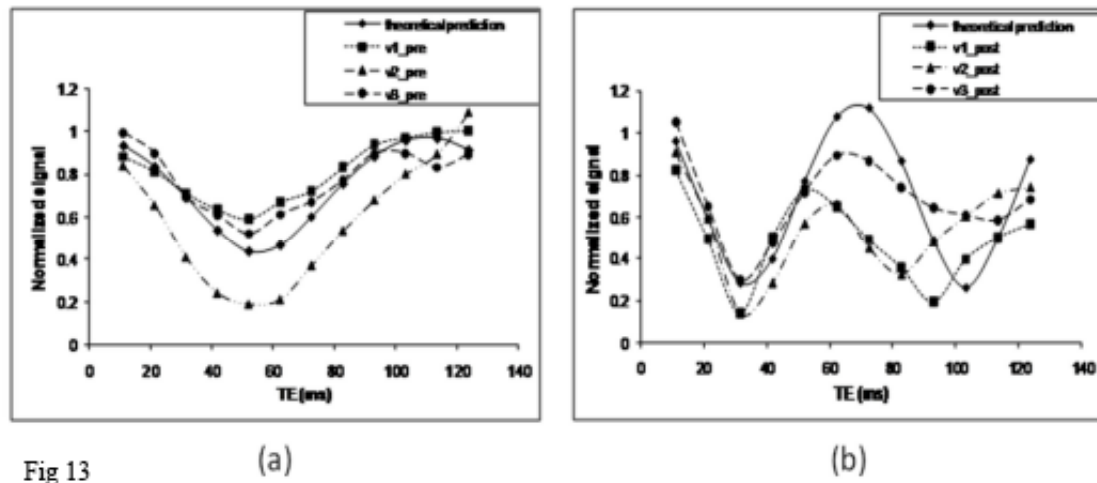 theoretical prediction
v1_pre
v2_pre
v3_pre
1.2
1
0.8
0.6
0.4
0.2
0
Normalized signal
0 20 40 60 80 100 120 140
TE (ms)
(a)
theoretical prediction
v1_post
v2_post
v3_post
1.2
1
0.8
0.6
0.4
0.2
0
Normalized signal
0 20 40 60 80 100 120 140
TE (ms)
(b)
Fig 13